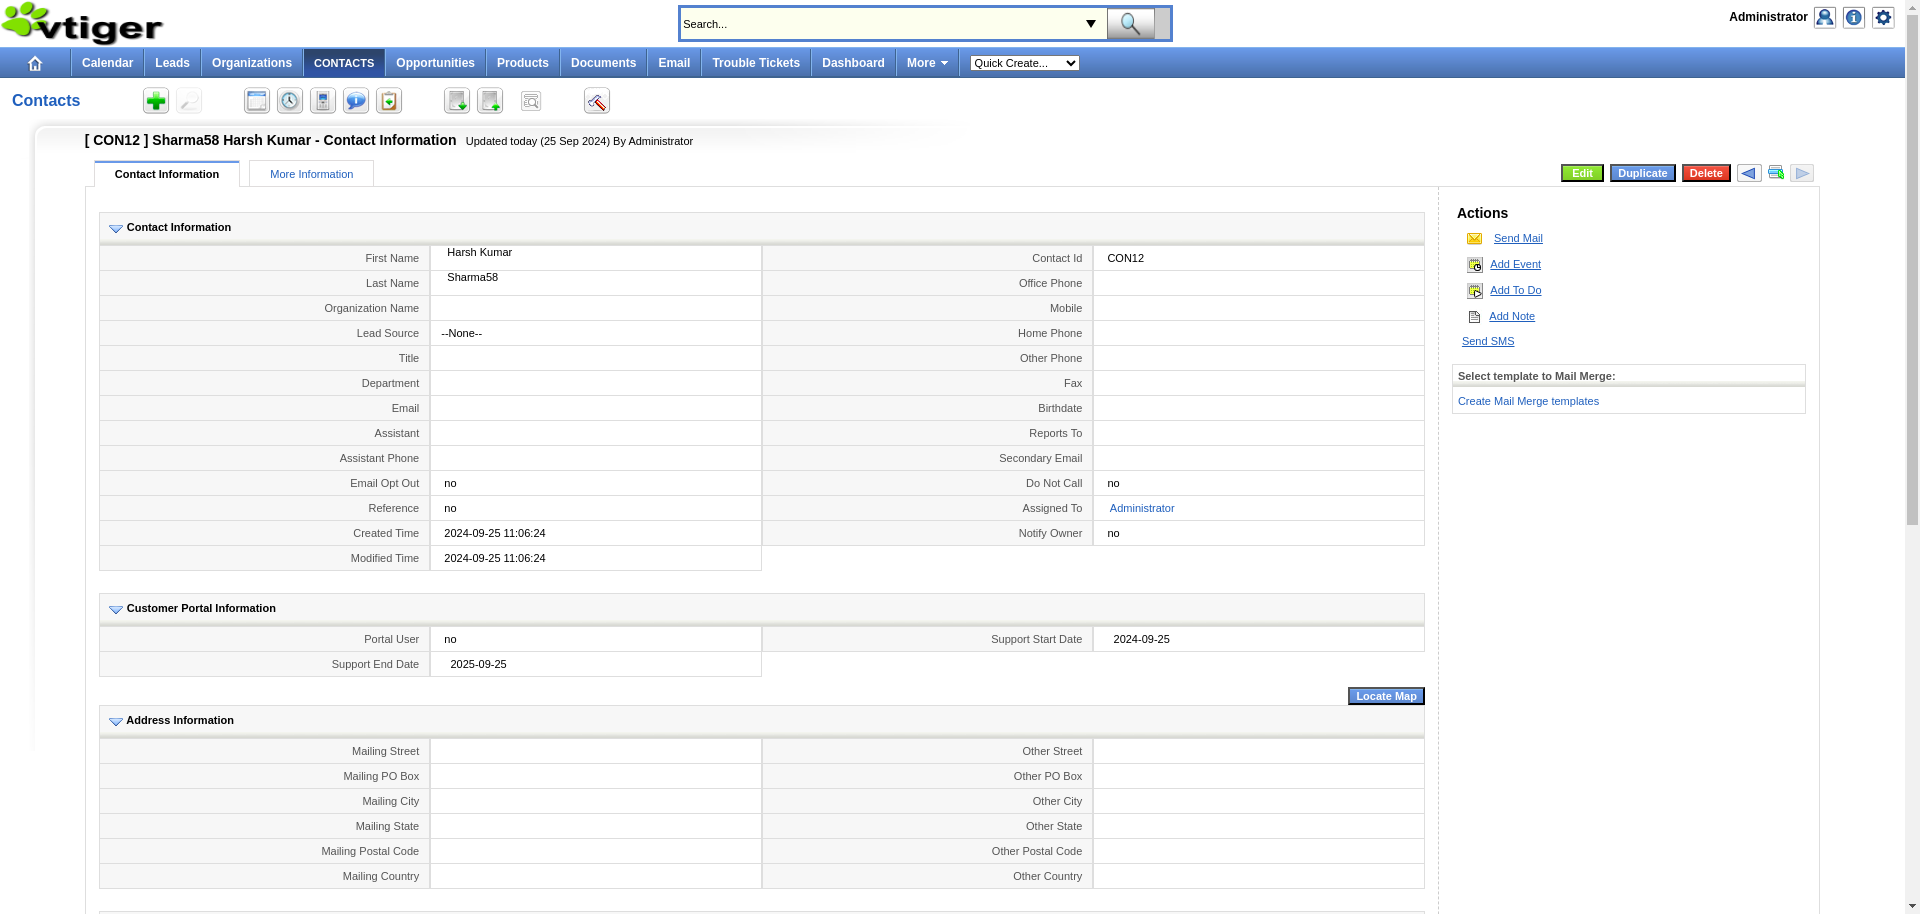 vtiger
Search...
Administrator
Calendar Leads Organizations CONTACTS Opportunities Products Documents Email Trouble Tickets Dashboard More Quick Create...
Contacts
[ CON12 ] Sharma58 Harsh Kumar - Contact Information Updated today (25 Sep 2024) By Administrator
Contact Information More Information
Edit Duplicate Delete
Contact Information
First Name Harsh Kumar Contact Id CON12
Last Name Sharma58 Office Phone
Organization Name Mobile
Lead Source --None-- Home Phone
Title Other Phone
Department Fax
Email Birthdate
Assistant Reports To
Assistant Phone Secondary Email
Email Opt Out no Do Not Call no
Reference no Assigned To Administrator
Created Time 2024-09-25 11:06:24 Notify Owner no
Modified Time 2024-09-25 11:06:24
Customer Portal Information
Portal User no Support Start Date 2024-09-25
Support End Date 2025-09-25
Locate Map
Address Information
Mailing Street Other Street
Mailing PO Box Other PO Box
Mailing City Other City
Mailing State Other State
Mailing Postal Code Other Postal Code
Mailing Country Other Country
Actions
Send Mail
Add Event
Add To Do
Add Note
Send SMS
Select template to Mail Merge:
Create Mail Merge templates